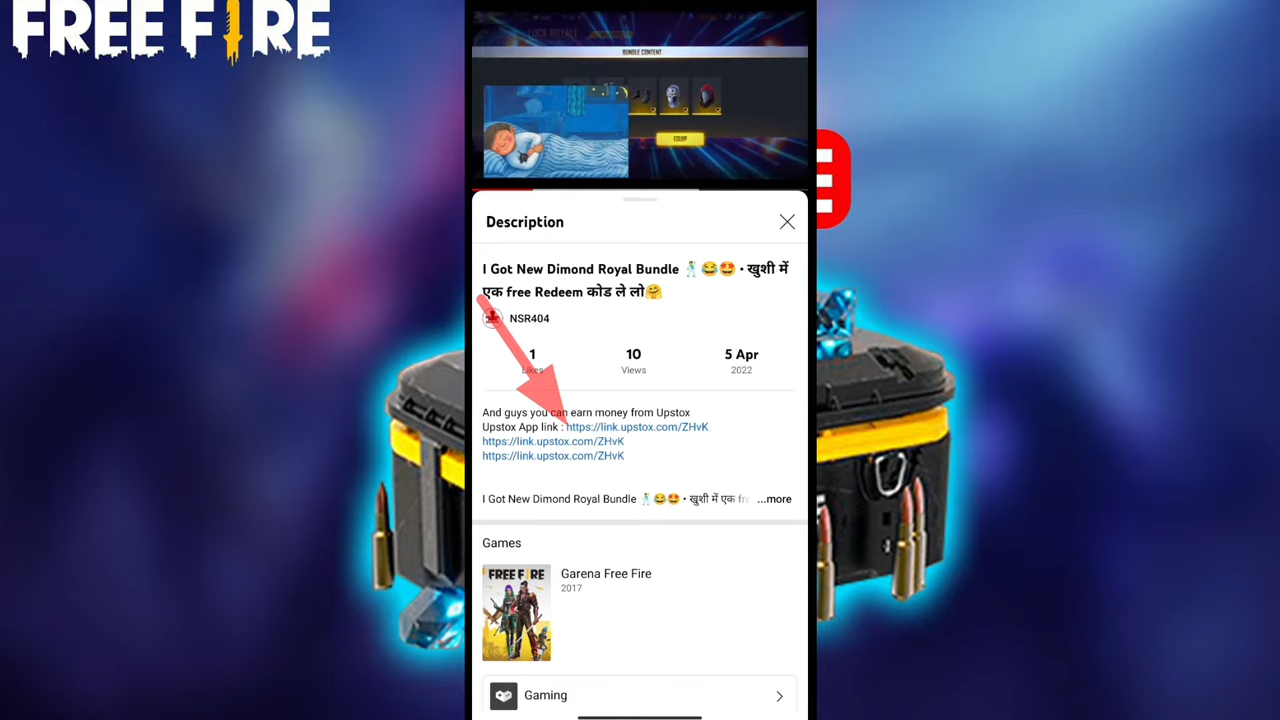 FREE FIRE
LUCK ROYALE
BUNDLE CONTENT
EQUIP
Description
I Got New Dimond Royal Bundle 🕺😂🤩 • खुशी में
एक free Redeem कोड ले लो🤗
NSR404
1 10 5 Apr
Likes Views 2022
And guys you can earn money from Upstox
Upstox App link : https://link.upstox.com/ZHvK
https://link.upstox.com/ZHvK
https://link.upstox.com/ZHvK
I Got New Dimond Royal Bundle 🕺😂🤩 • खुशी में एक fre ...more
Games
FREE FIRE
Garena Free Fire
2017
Gaming